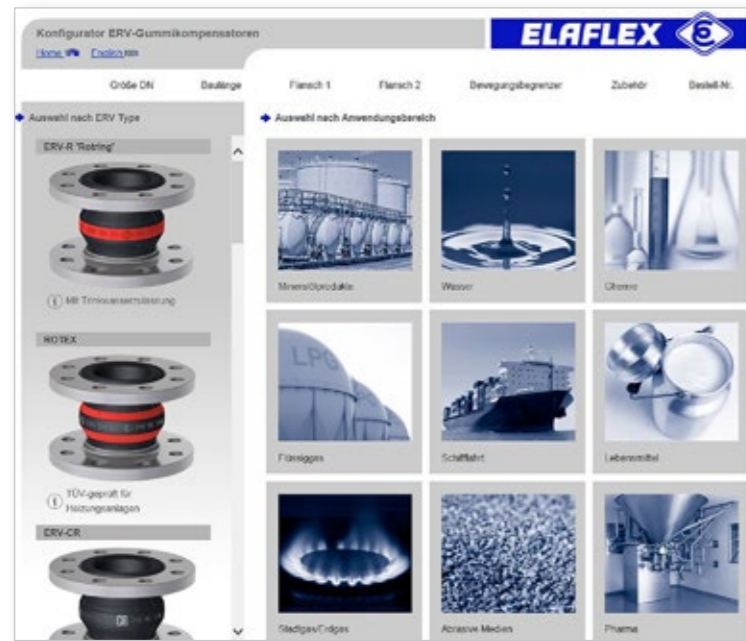 Konfigurator ERV-Gummikompensatoren
ELAFLEX
Home English
Größe DN Baulänge Flansch 1 Flansch 2 Bewegungsbegrenzer Zubehör Bestell-Nr.
Auswahl nach ERV Type
Auswahl nach Anwendungsbereich
ERV-R 'Rotring'
Mit Trinkwasserzulassung
Mineralölprodukte Wasser Chemie
ROTEX
LPG
TÜV-geprüft für
Heizungsanlagen
Flüssiggas Schifffahrt Lebensmittel
ERV-CR
Stadtgas/Erdgas Abrasive Medien Pharma